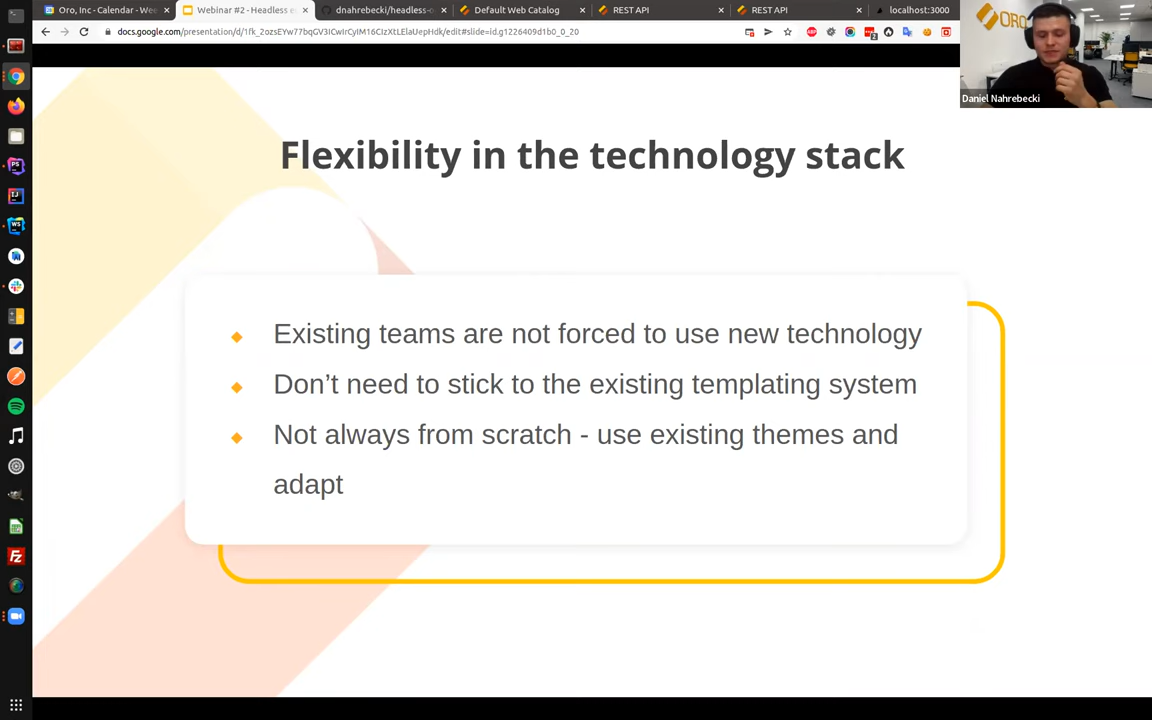 Oro, Inc - Calendar - Wee
Webinar #2 - Headless e
dnahrebecki/headless-o
Default Web Catalog
REST API
REST API
localhost:3000
docs.google.com/presentation/d/1fk_2ozsEYw77bqGV3ICwIrCyIM16CIzXtLElaUepHdk/edit#slide=id.g1226409d1b0_0_20
ORO
Daniel Nahrebecki
Flexibility in the technology stack
Existing teams are not forced to use new technology
Don’t need to stick to the existing templating system
Not always from scratch - use existing themes and
adapt